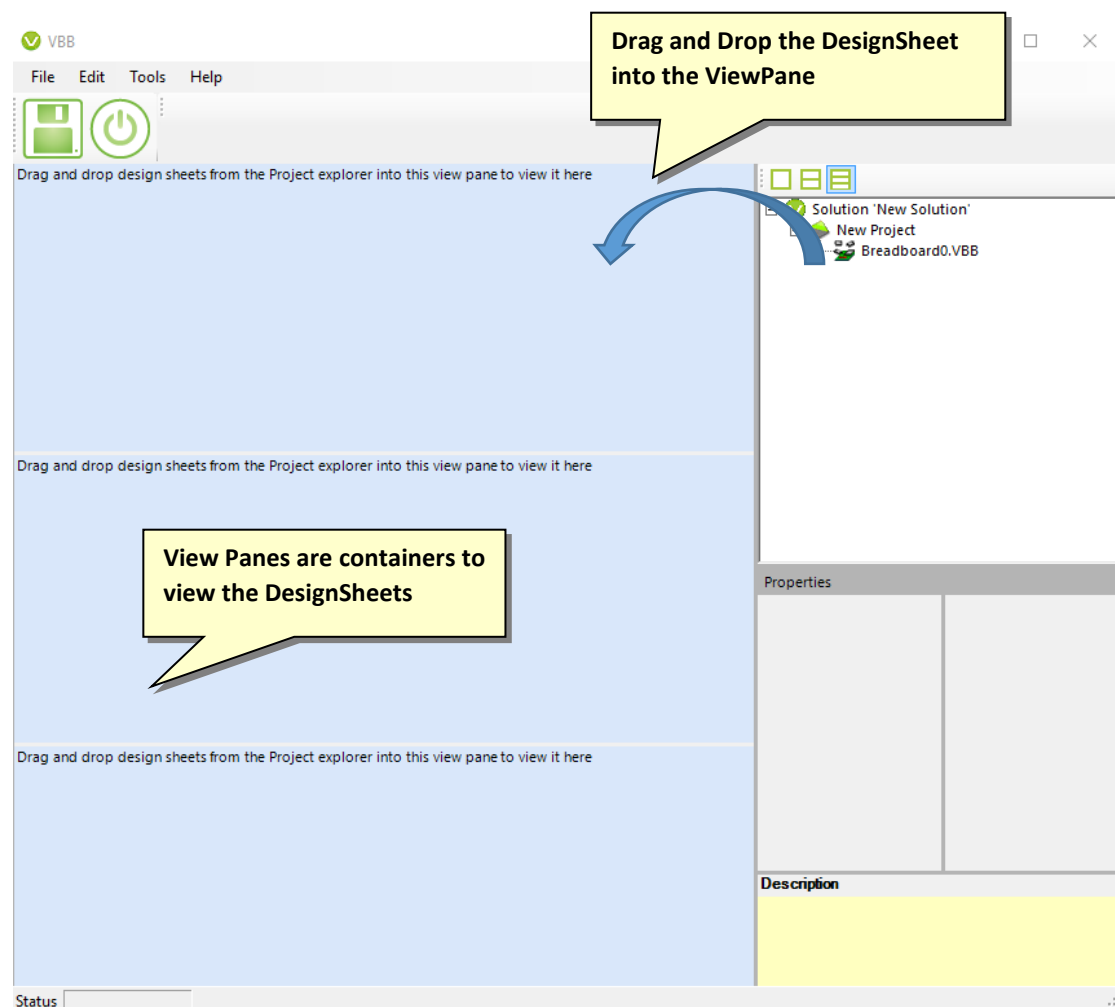 VBB
Drag and Drop the DesignSheet
into the ViewPane
File Edit Tools Help
Drag and drop design sheets from the Project explorer into this view pane to view it here
Solution 'New Solution'
New Project
Breadboard0.VBB
Drag and drop design sheets from the Project explorer into this view pane to view it here
View Panes are containers to
view the DesignSheets
Properties
Drag and drop design sheets from the Project explorer into this view pane to view it here
Description
Status